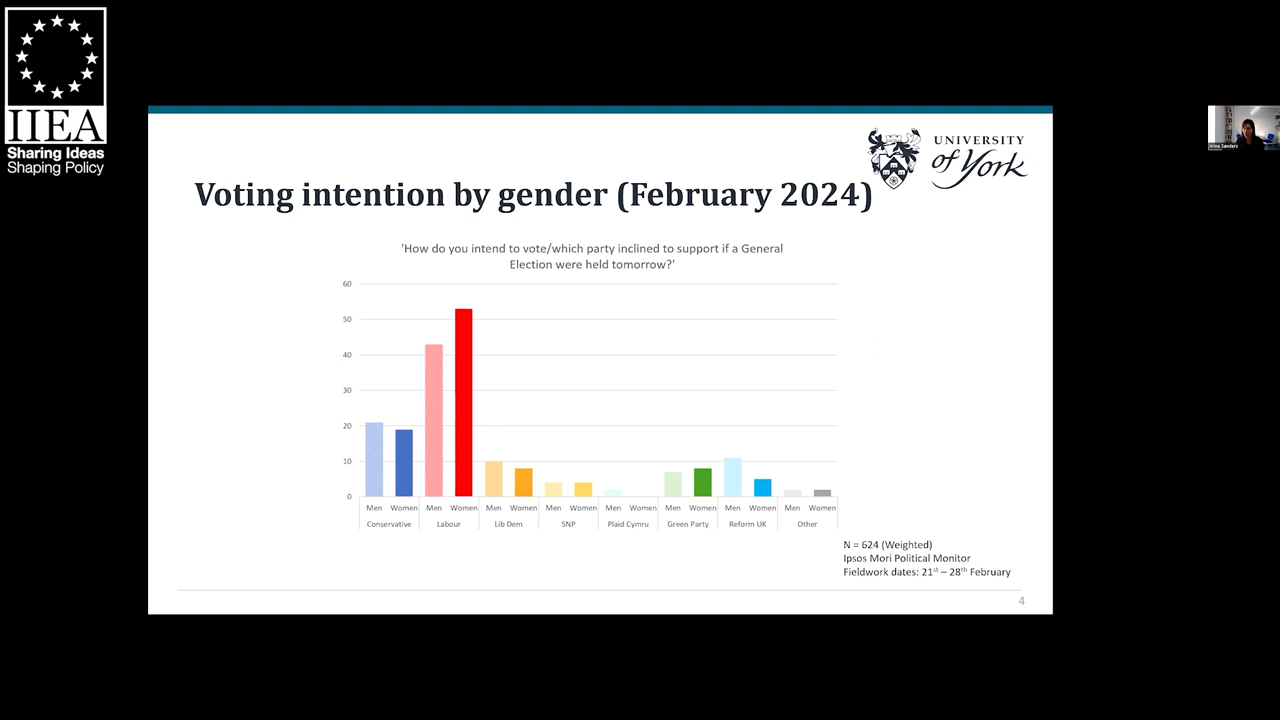 IIEA
Sharing Ideas
Shaping Policy
UNIVERSITY
of York
Anna Sanders
Voting intention by gender (February 2024)
'How do you intend to vote/which party inclined to support if a General
Election were held tomorrow?'
60
50
40
30
20
10
0
Men Women Men Women Men Women Men Women Men Women Men Women Men Women Men Women
Conservative Labour Lib Dem SNP Plaid Cymru Green Party Reform UK Other
N = 624 (Weighted)
Ipsos Mori Political Monitor
Fieldwork dates: 21st – 28th February
4